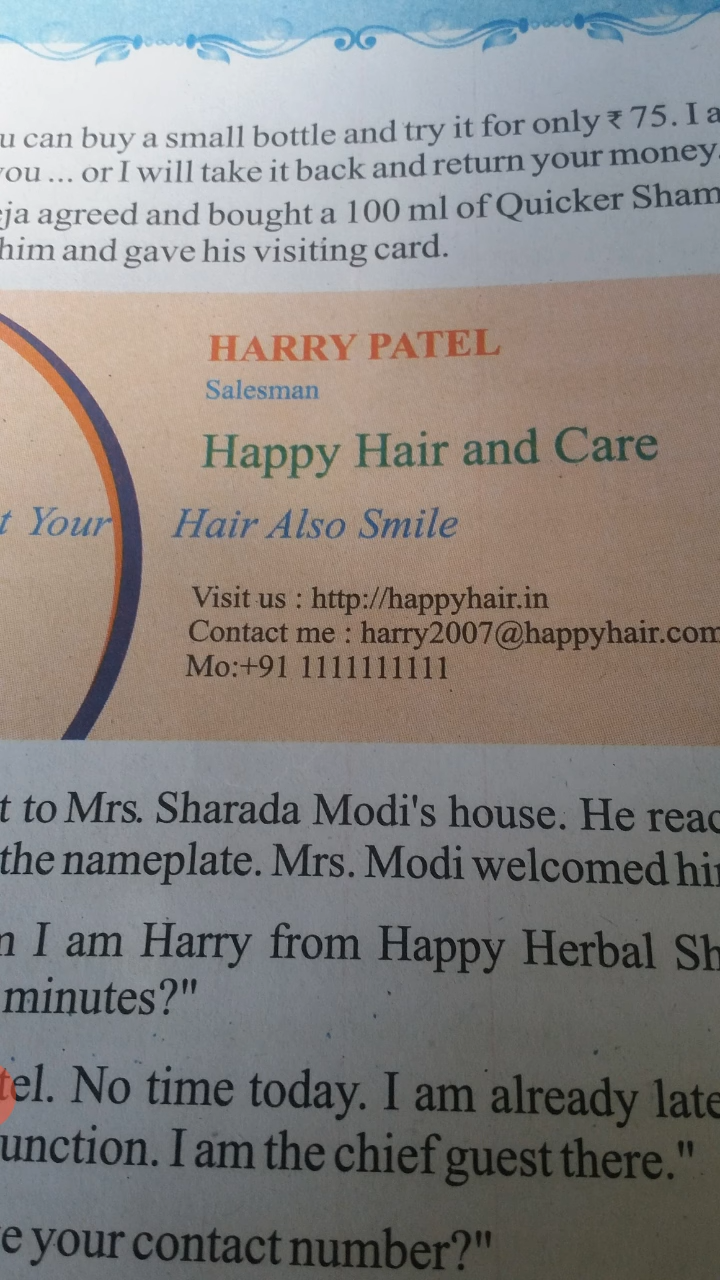 u can buy a small bottle and try it for only ₹ 75. I a
you ... or I will take it back and return your money.
eja agreed and bought a 100 ml of Quicker Sham
him and gave his visiting card.
HARRY PATEL
Salesman
Happy Hair and Care
t Your Hair Also Smile
Visit us : http://happyhair.in
Contact me : harry2007@happyhair.com
Mo:+91 1111111111
t to Mrs. Sharada Modi's house. He reac
the nameplate. Mrs. Modi welcomed hi
n I am Harry from Happy Herbal Sh
minutes?"
tel. No time today. I am already late
unction. I am the chief guest there."
e your contact number?"